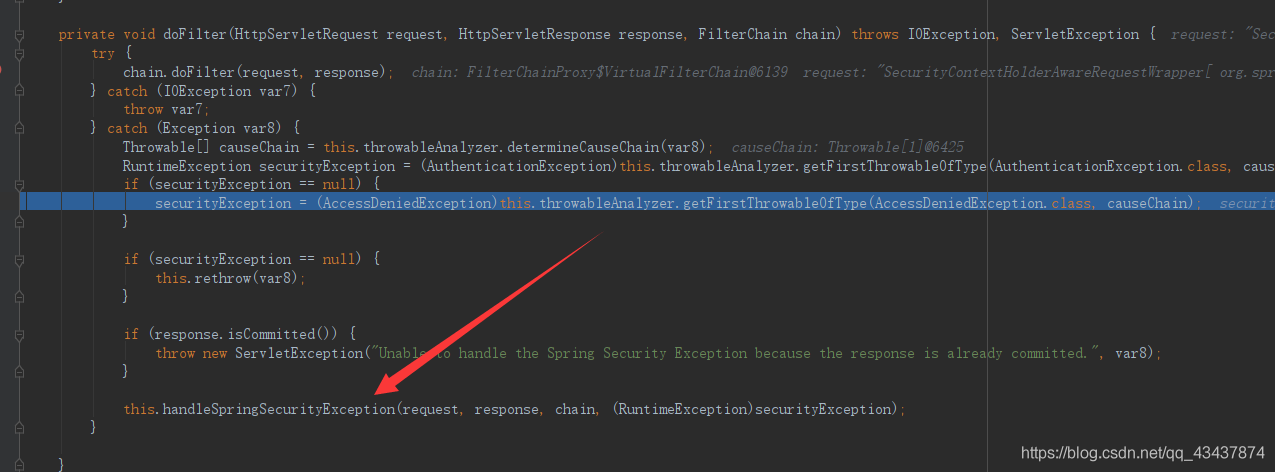 private void doFilter(HttpServletRequest request, HttpServletResponse response, FilterChain chain) throws IOException, ServletException { request: "Sec
try {
chain.doFilter(request, response); chain: FilterChainProxy$VirtualFilterChain@6139 request: "SecurityContextHolderAwareRequestWrapper[ org.spr
} catch (IOException var7) {
throw var7;
} catch (Exception var8) {
Throwable[] causeChain = this.throwableAnalyzer.determineCauseChain(var8); causeChain: Throwable[1]@6425
RuntimeException securityException = (AuthenticationException)this.throwableAnalyzer.getFirstThrowableOfType(AuthenticationException.class, caus
if (securityException == null) {
securityException = (AccessDeniedException)this.throwableAnalyzer.getFirstThrowableOfType(AccessDeniedException.class, causeChain); securit
}
if (securityException == null) {
this.rethrow(var8);
}
if (response.isCommitted()) {
throw new ServletException("Unable to handle the Spring Security Exception because the response is already committed.", var8);
}
this.handleSpringSecurityException(request, response, chain, (RuntimeException)securityException);
}
}
https://blog.csdn.net/qq_43437874